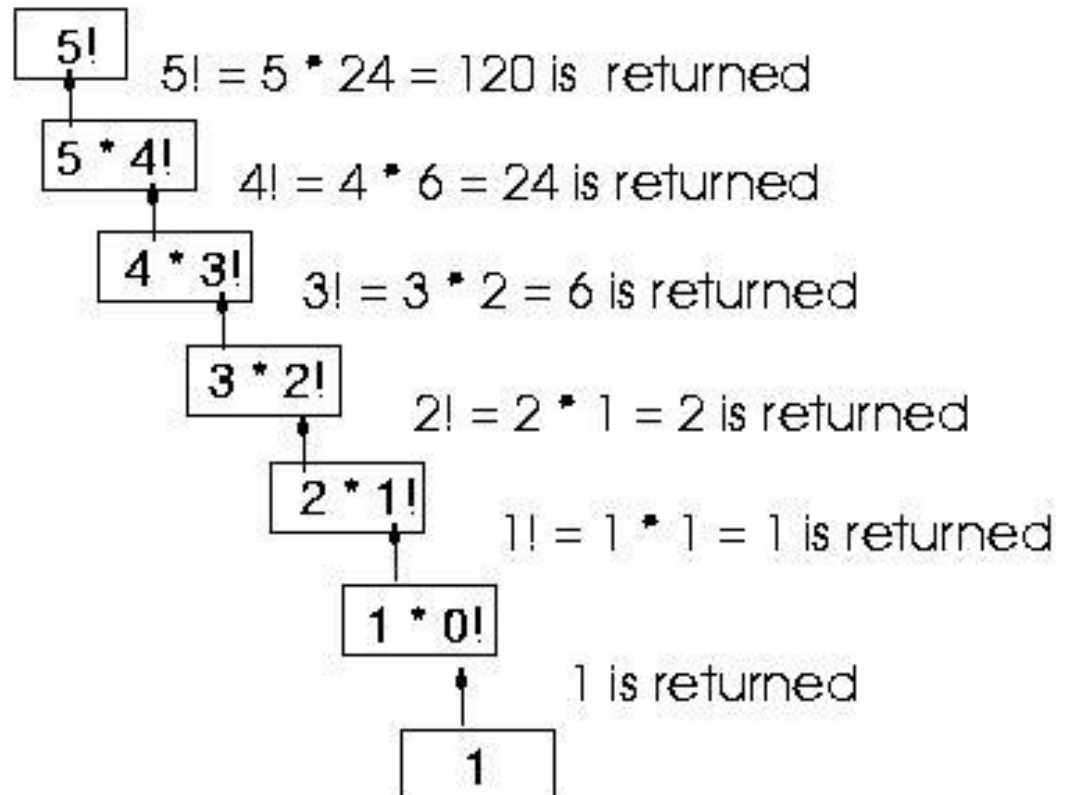 5!
5! = 5 * 24 = 120 is returned
5 * 4!
4! = 4 * 6 = 24 is returned
4 * 3!
3! = 3 * 2 = 6 is returned
3 * 2!
2! = 2 * 1 = 2 is returned
2 * 1!
1! = 1 * 1 = 1 is returned
1 * 0!
1 is returned
1